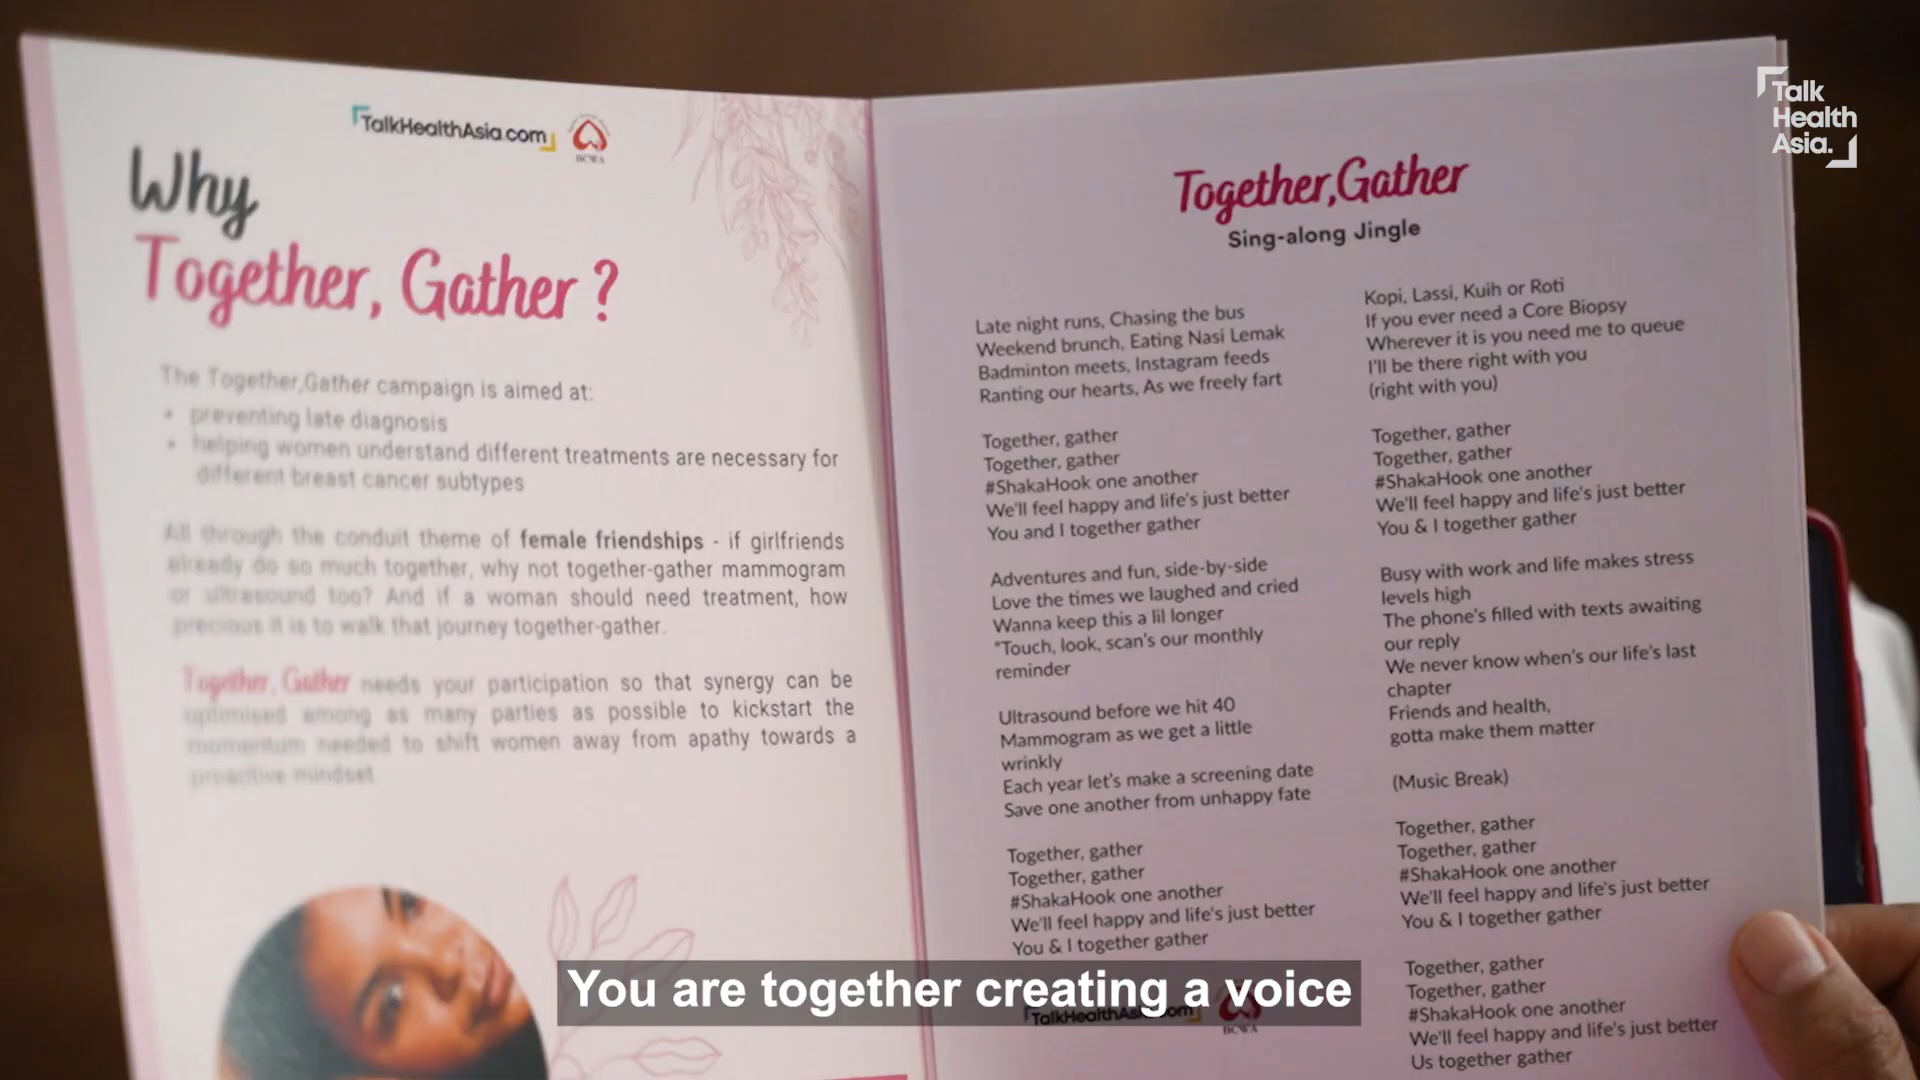 TalkHealthAsia.com
BCWA
Why
Together, Gather ?
The Together,Gather campaign is aimed at:
• preventing late diagnosis
• helping women understand different treatments are necessary for
different breast cancer subtypes
All through the conduit theme of female friendships - if girlfriends
already do so much together, why not together-gather mammogram
or ultrasound too? And if a woman should need treatment, how
precious it is to walk that journey together-gather.
Together, Gather needs your participation so that synergy can be
optimised among as many parties as possible to kickstart the
momentum needed to shift women away from apathy towards a
proactive mindset.
Together,Gather
Sing-along Jingle
Late night runs, Chasing the bus
Weekend brunch, Eating Nasi Lemak
Badminton meets, Instagram feeds
Ranting our hearts, As we freely fart
Together, gather
Together, gather
#ShakaHook one another
We'll feel happy and life's just better
You and I together gather
Adventures and fun, side-by-side
Love the times we laughed and cried
Wanna keep this a lil longer
"Touch, look, scan's our monthly
reminder
Ultrasound before we hit 40
Mammogram as we get a little
wrinkly
Each year let's make a screening date
Save one another from unhappy fate
Together, gather
Together, gather
#ShakaHook one another
We'll feel happy and life's just better
You & I together gather
Kopi, Lassi, Kuih or Roti
If you ever need a Core Biopsy
Wherever it is you need me to queue
I'll be there right with you
(right with you)
Together, gather
Together, gather
#ShakaHook one another
We'll feel happy and life's just better
You & I together gather
Busy with work and life makes stress
levels high
The phone's filled with texts awaiting
our reply
We never know when's our life's last
chapter
Friends and health,
gotta make them matter
(Music Break)
Together, gather
Together, gather
#ShakaHook one another
We'll feel happy and life's just better
You & I together gather
Together, gather
Together, gather
#ShakaHook one another
We'll feel happy and life's just better
Us together gather
TalkHealthAsia.com
BCWA
Talk
Health
Asia.
You are together creating a voice